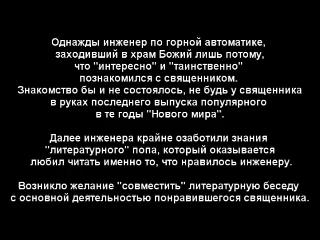 Однажды инженер по горной автоматике,
заходивший в храм Божий лишь потому,
что "интересно" и "таинственно"
познакомился с священником.
Знакомство бы и не состоялось, не будь у священника
в руках последнего выпуска популярного
в те годы "Нового мира".
Далее инженера крайне озаботили знания
"литературного" попа, который оказывается
любил читать именно то, что нравилось инженеру.
Возникло желание "совместить" литературную беседу
с основной деятельностью понравившегося священника.